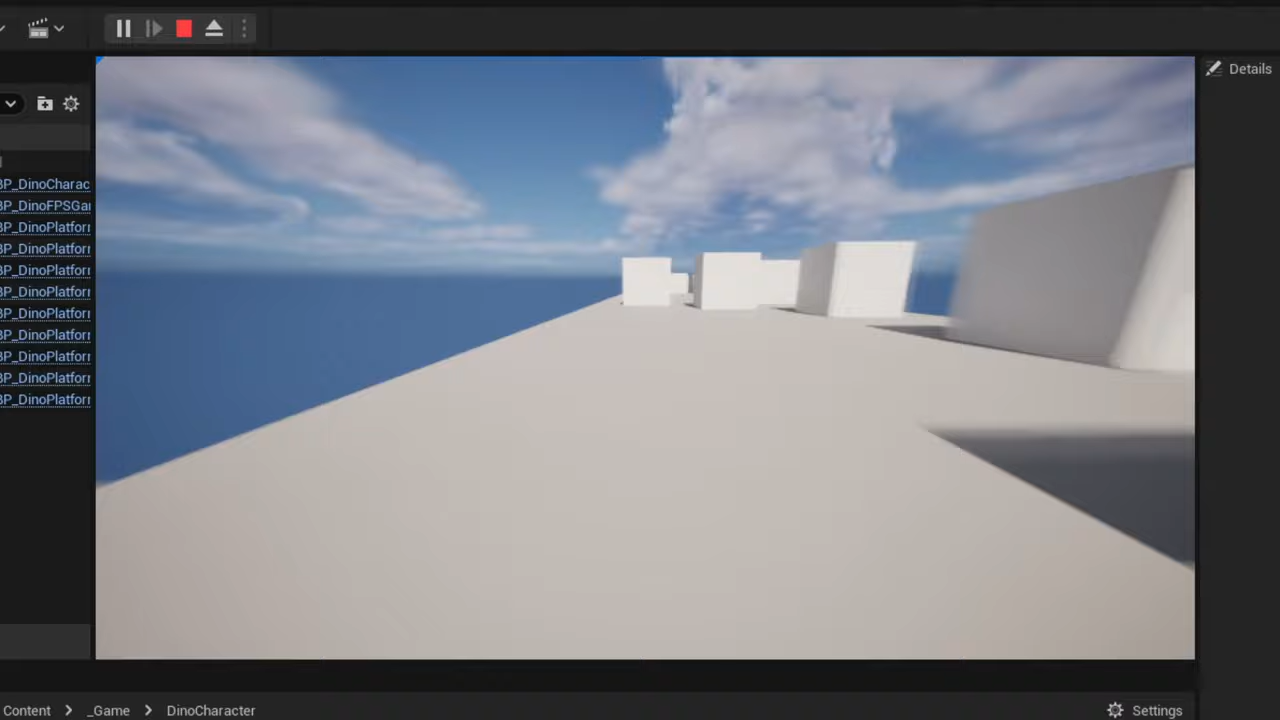 Details
BP_DinoCharac
BP_DinoFPSGa
BP_DinoPlatfor
BP_DinoPlatfor
BP_DinoPlatfor
BP_DinoPlatfor
BP_DinoPlatfor
BP_DinoPlatfor
BP_DinoPlatfor
BP_DinoPlatfor
BP_DinoPlatfor
Content
_Game
DinoCharacter
Settings